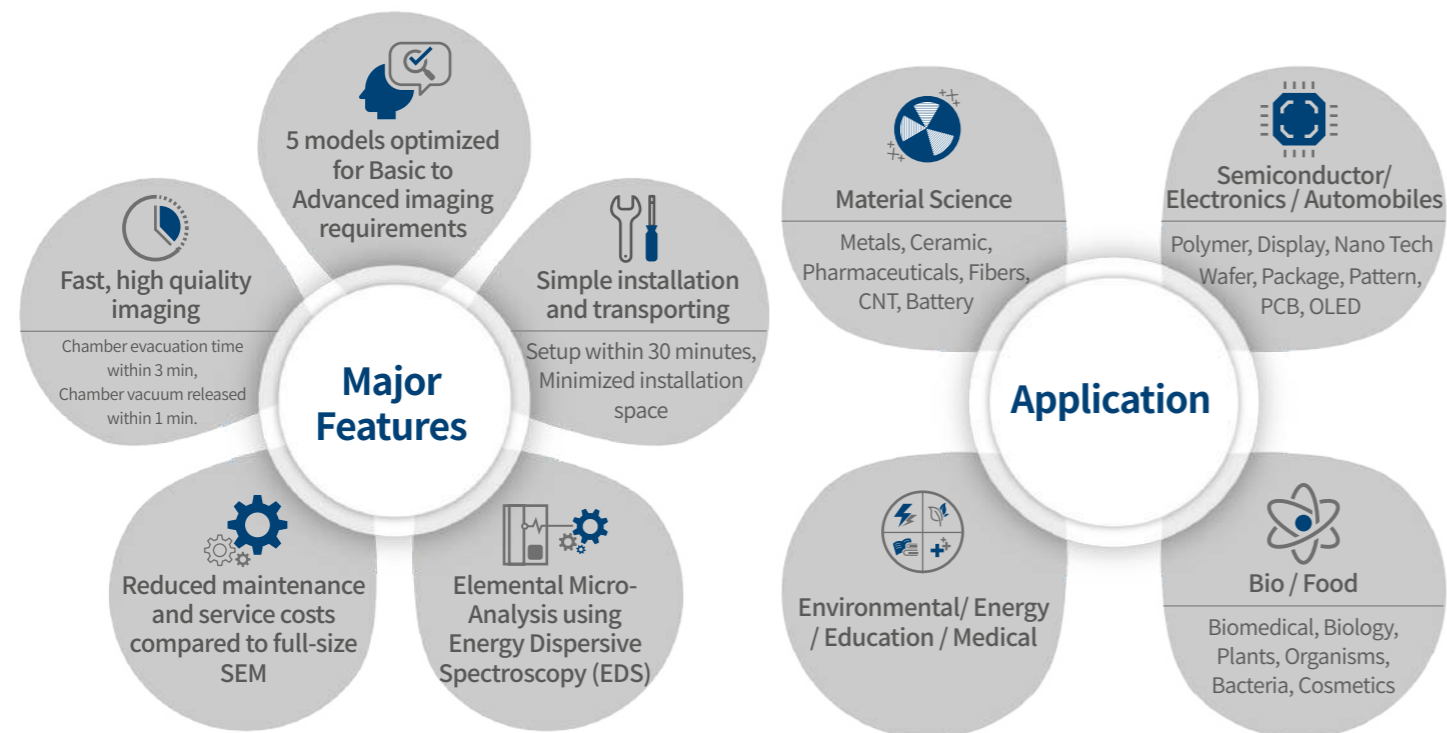 5 models optimized
for Basic to
Advanced imaging
requirements
Fast, high quiality
imaging
Chamber evacuation time
within 3 min,
Chamber vacuum released
within 1 min.
Simple installation
and transporting
Setup within 30 minutes,
Minimized installation
space
Major
Features
Reduced maintenance
and service costs
compared to full-size
SEM
Elemental Micro-
Analysis using
Energy Dispersive
Spectroscopy (EDS)
Material Science
Metals, Ceramic,
Pharmaceuticals, Fibers,
CNT, Battery
Semiconductor/
Electronics / Automobiles
Polymer, Display, Nano Tech
Wafer, Package, Pattern,
PCB, OLED
Application
Environmental/ Energy
/ Education / Medical
Bio / Food
Biomedical, Biology,
Plants, Organisms,
Bacteria, Cosmetics